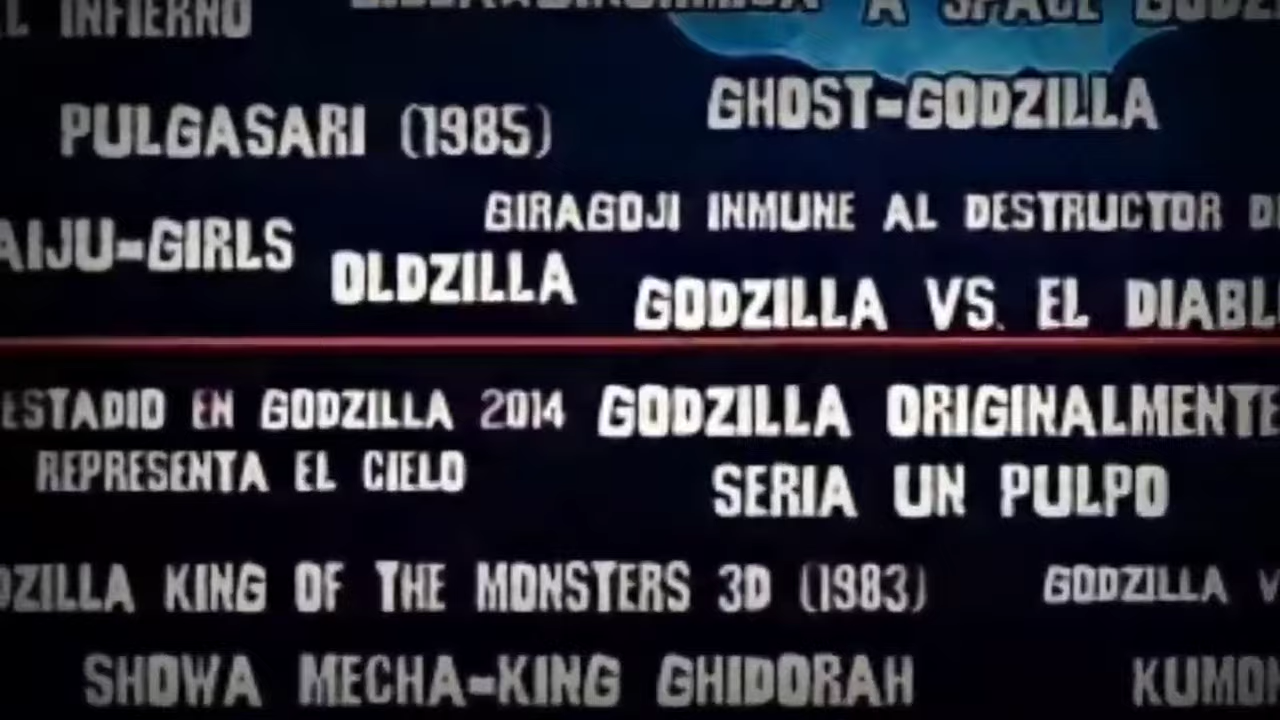 INFIERNO
A SPACE
PULGASARI (1985)
GHOST-GODZILLA
GIRAGOJI INMUNE AL DESTRUCTOR
AIJU-GIRLS
OLDZILLA
GODZILLA VS. EL DIABL
ESTADIO EN GODZILLA 2014
REPRESENTA EL CIELO
GODZILLA ORIGINALMENTE
SERIA UN PULPO
DZILLA KING OF THE MONSTERS 3D (1983)
GODZILLA V
SHOWA MECHA-KING GHIDORAH
KUMON